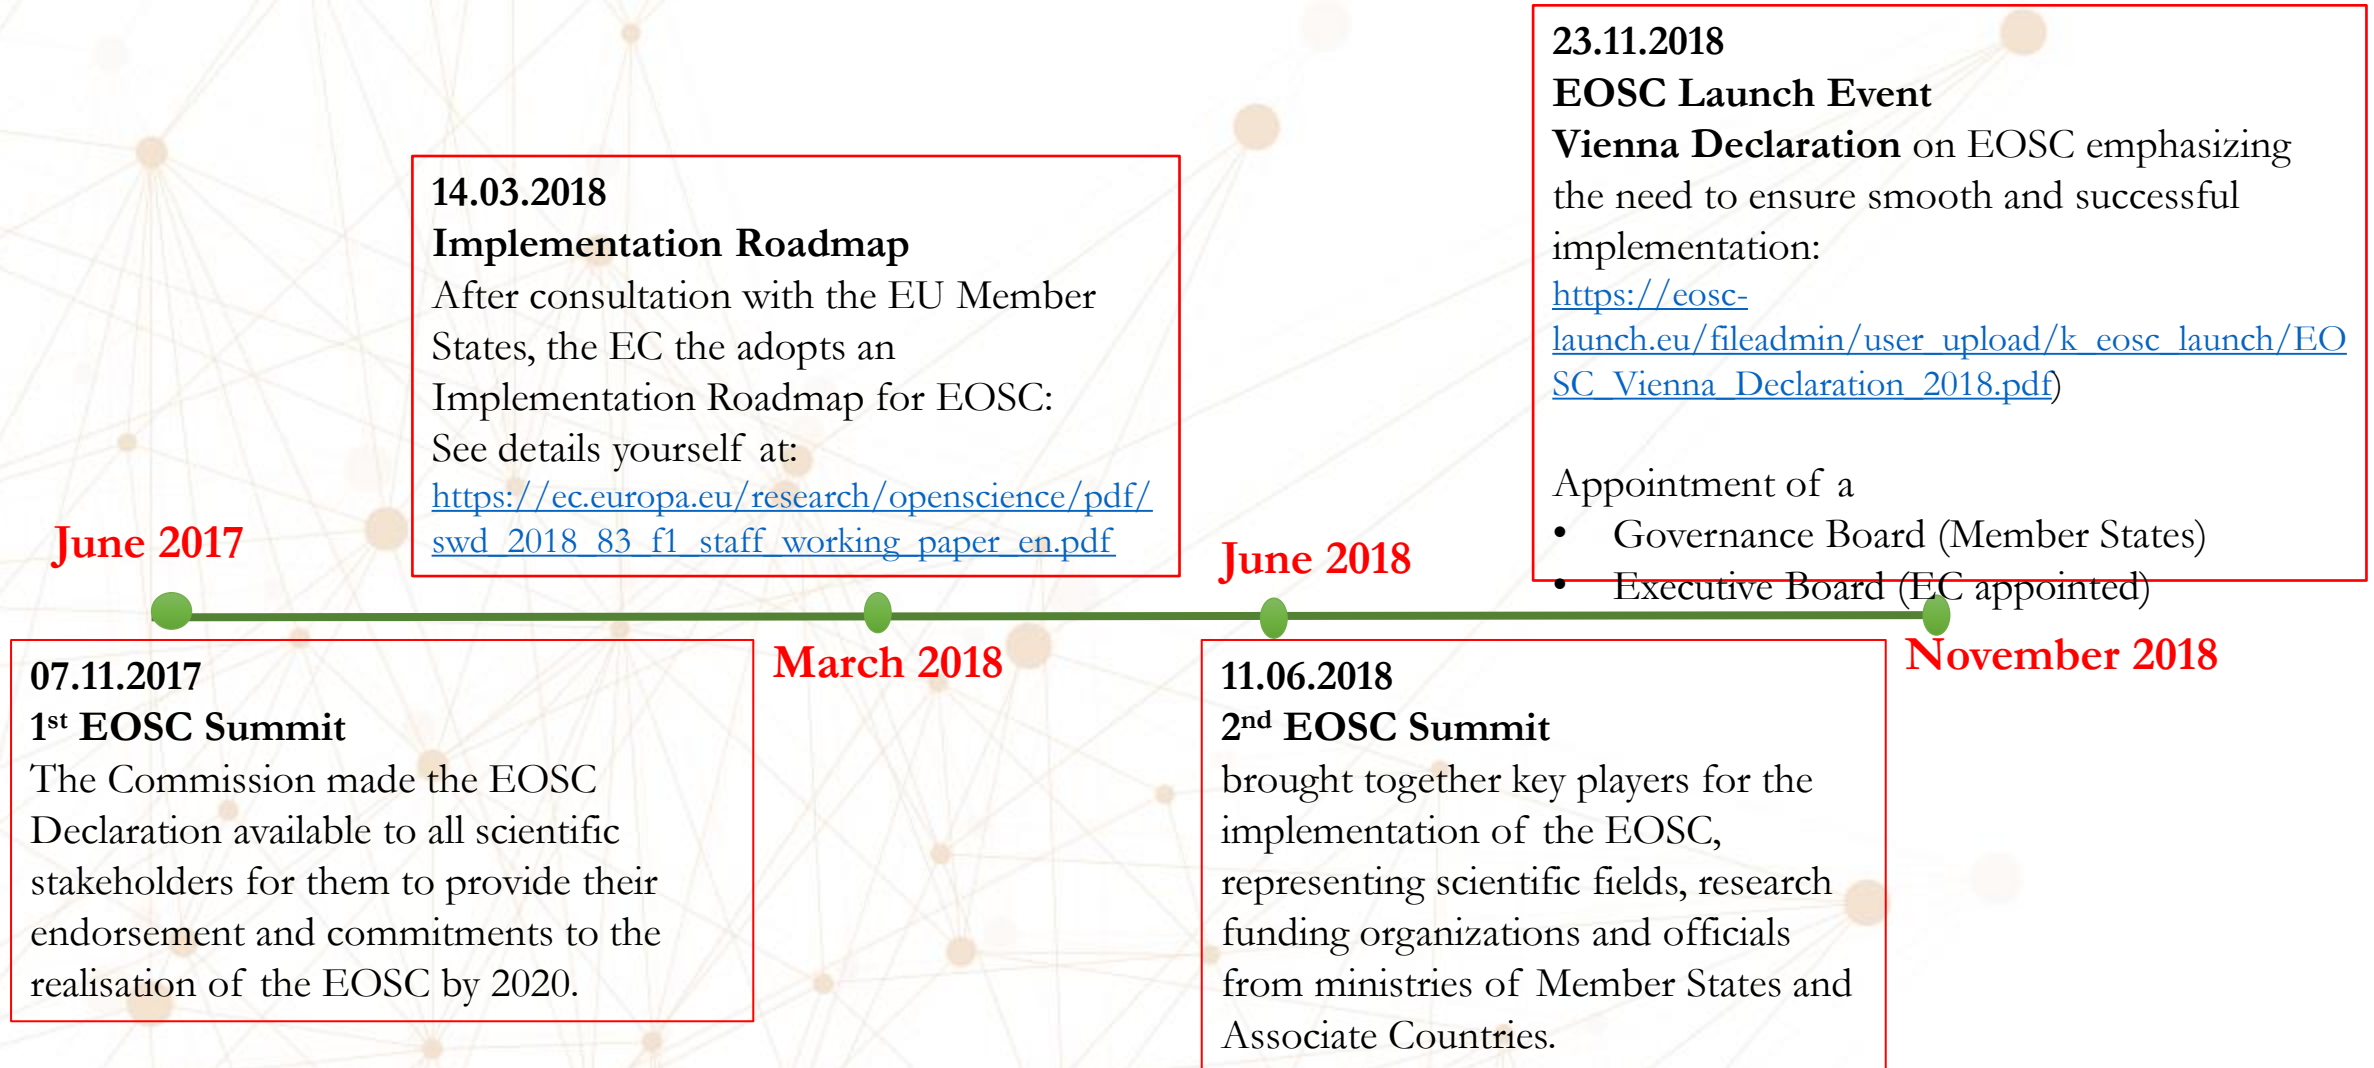 June 2017
07.11.2017
1st EOSC Summit
The Commission made the EOSC
Declaration available to all scientific
stakeholders for them to provide their
endorsement and commitments to the
realisation of the EOSC by 2020.
14.03.2018
Implementation Roadmap
After consultation with the EU Member
States, the EC the adopts an
Implementation Roadmap for EOSC:
See details yourself at:
https://ec.europa.eu/research/openscience/pdf/
swd_2018_83_f1_staff_working_paper_en.pdf
March 2018
June 2018
11.06.2018
2nd EOSC Summit
brought together key players for the
implementation of the EOSC,
representing scientific fields, research
funding organizations and officials
from ministries of Member States and
Associate Countries.
23.11.2018
EOSC Launch Event
Vienna Declaration on EOSC emphasizing
the need to ensure smooth and successful
implementation:
https://eosc-
launch.eu/fileadmin/user_upload/k_eosc_launch/EO
SC_Vienna_Declaration_2018.pdf)
Appointment of a
• Governance Board (Member States)
• Executive Board (EC appointed)
November 2018